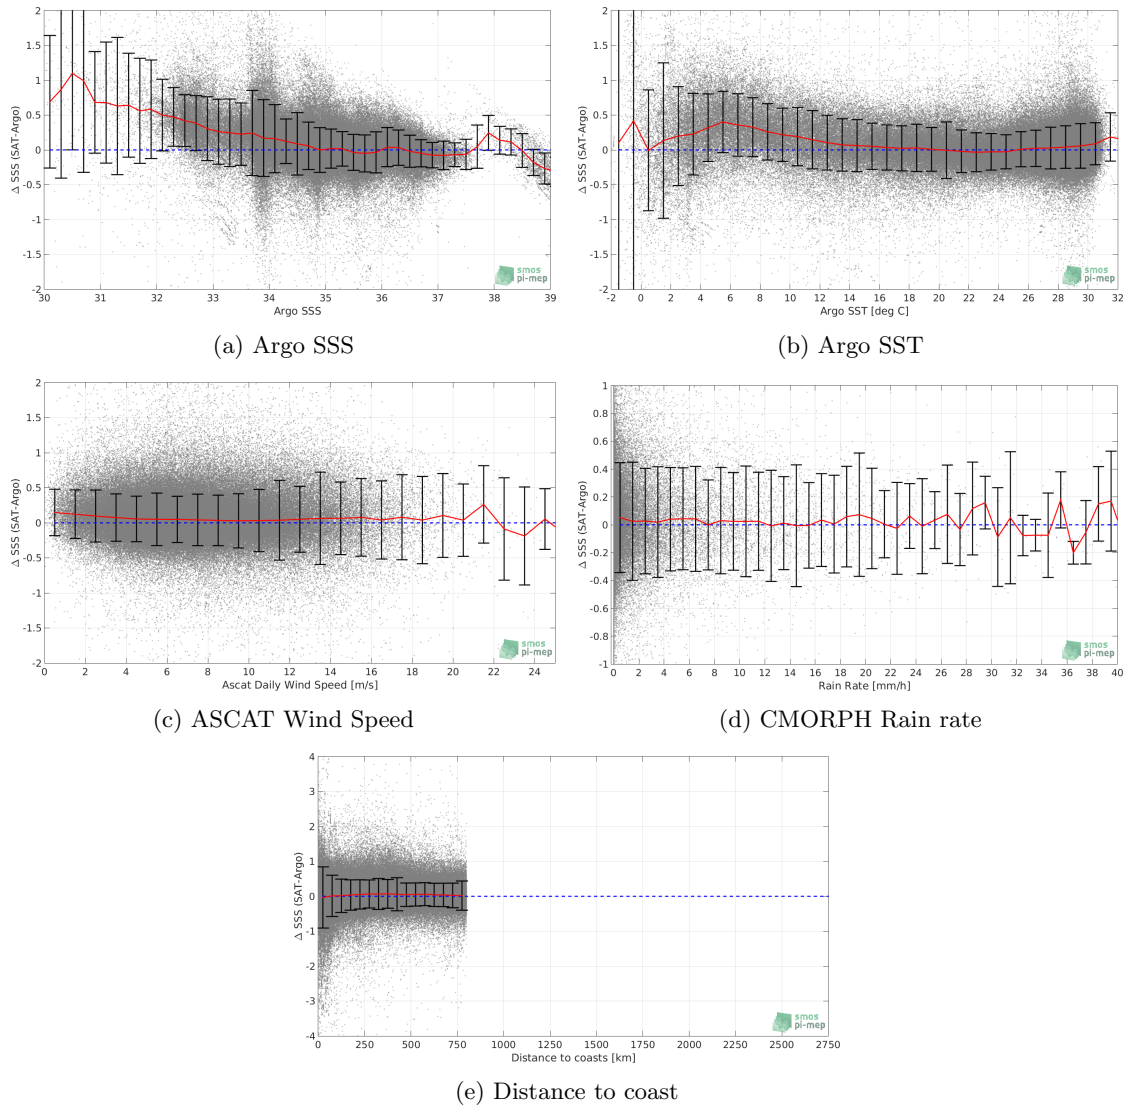 2
1.5
1
0.5
0
-0.5
-1
-1.5
-2
Δ SSS (SAT-Argo)
30 31 32 33 34 35 36 37 38 39
Argo SSS
smos
pi-mep
(a) Argo SSS
2
1.5
1
0.5
0
-0.5
-1
-1.5
-2
Δ SSS (SAT-Argo)
-2 0 2 4 6 8 10 12 14 16 18 20 22 24 26 28 30 32
Argo SST [deg C]
smos
pi-mep
(b) Argo SST
2
1.5
1
0.5
0
-0.5
-1
-1.5
-2
Δ SSS (SAT-Argo)
0 2 4 6 8 10 12 14 16 18 20 22 24
Ascat Daily Wind Speed [m/s]
smos
pi-mep
(c) ASCAT Wind Speed
1
0.8
0.6
0.4
0.2
0
-0.2
-0.4
-0.6
-0.8
-1
Δ SSS (SAT-Argo)
0 2 4 6 8 10 12 14 16 18 20 22 24 26 28 30 32 34 36 38 40
Rain Rate [mm/h]
smos
pi-mep
(d) CMORPH Rain rate
4
3
2
1
0
-1
-2
-3
-4
Δ SSS (SAT-Argo)
0 250 500 750 1000 1250 1500 1750 2000 2250 2500 2750
Distance to coasts [km]
smos
pi-mep
(e) Distance to coast